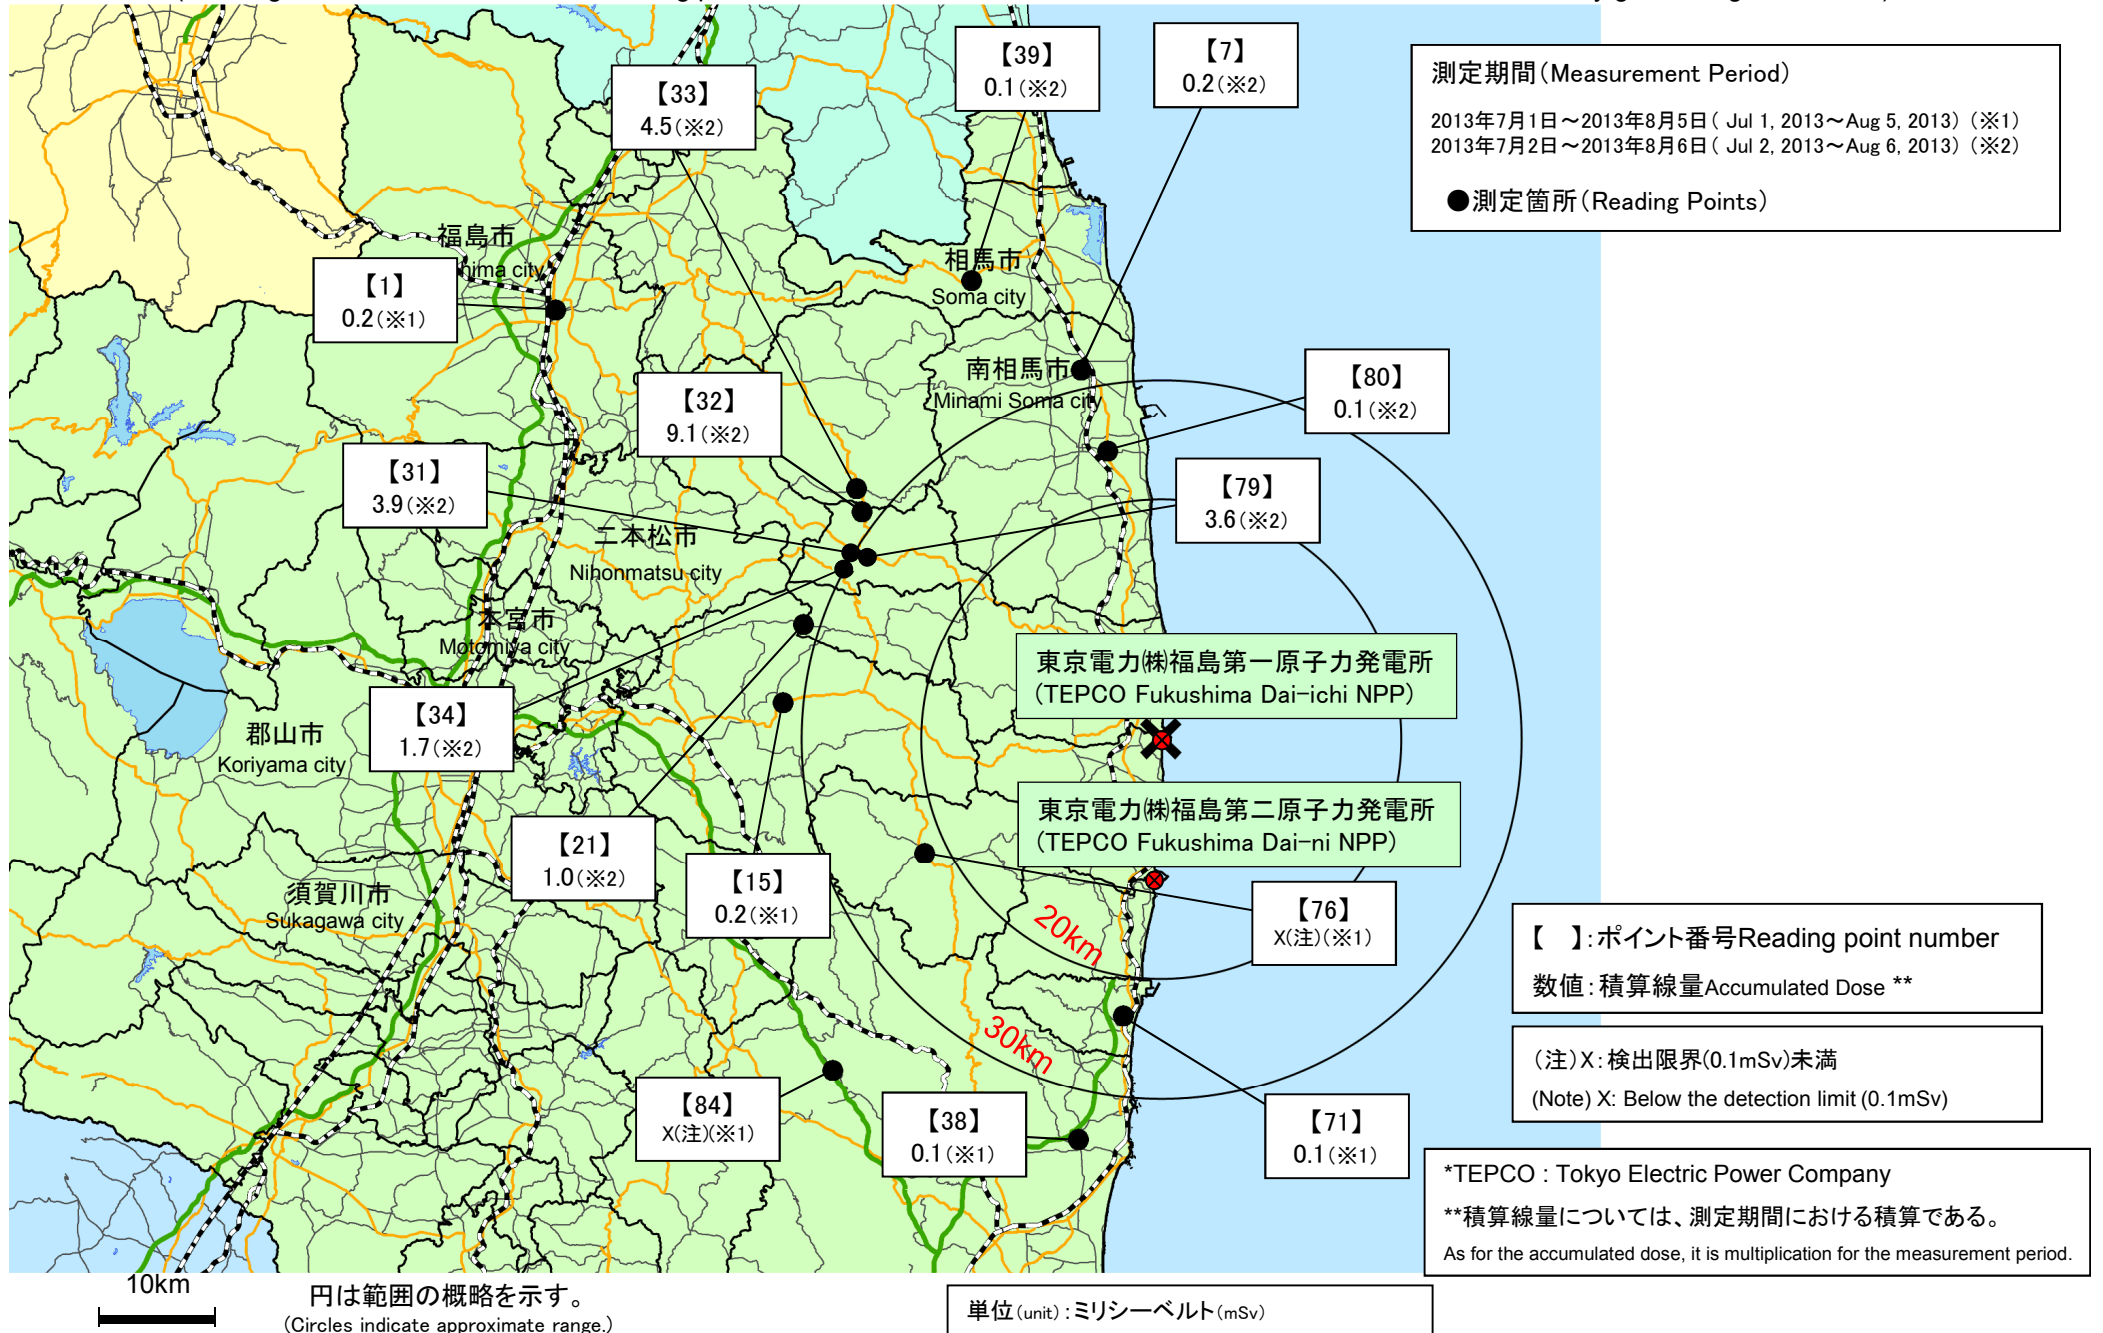 【39】
0.1(※2)
【7】
0.2(※2)
【33】
4.5(※2)
測定期間(Measurement Period)
2013年7月1日～2013年8月5日( Jul 1, 2013～Aug 5, 2013) (※1)
2013年7月2日～2013年8月6日( Jul 2, 2013～Aug 6, 2013) (※2)
●測定箇所(Reading Points)
福島市
hima city
相馬市
Soma city
【1】
0.2(※1)
南相馬市
Minami Soma city
【80】
0.1(※2)
【32】
9.1(※2)
【31】
3.9(※2)
【79】
3.6(※2)
二本松市
Nihonmatsu city
本宮市
Motomiya city
東京電力㈱福島第一原子力発電所
(TEPCO Fukushima Dai-ichi NPP)
【34】
1.7(※2)
郡山市
Koriyama city
東京電力㈱福島第二原子力発電所
(TEPCO Fukushima Dai-ni NPP)
【21】
1.0(※2)
【15】
0.2(※1)
須賀川市
Sukagawa city
【76】
X(注)(※1)
20km
30km
【 】:ポイント番号Reading point number
数値:積算線量Accumulated Dose **
(注)X:検出限界(0.1mSv)未満
(Note) X: Below the detection limit (0.1mSv)
【84】
X(注)(※1)
【38】
0.1(※1)
【71】
0.1(※1)
*TEPCO : Tokyo Electric Power Company
**積算線量については、測定期間における積算である。
As for the accumulated dose, it is multiplication for the measurement period.
10km
円は範囲の概略を示す。
(Circles indicate approximate range.)
単位(unit):ミリシーベルト(mSv)